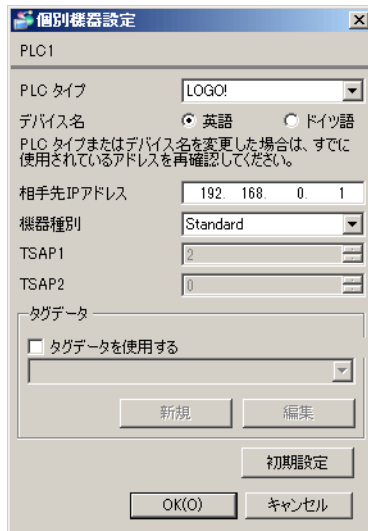 個別機器設定
PLC1
PLC タイプ LOGO!
デバイス名 英語 ドイツ語
PLC タイプまたはデバイス名を変更した場合は、すでに
使用されているアドレスを再確認してください。
相手先IPアドレス 192. 168. 0. 1
機器種別 Standard
TSAP1 2
TSAP2 0
タグデータ
タグデータを使用する
新規 編集
初期設定
OK(O) キャンセル